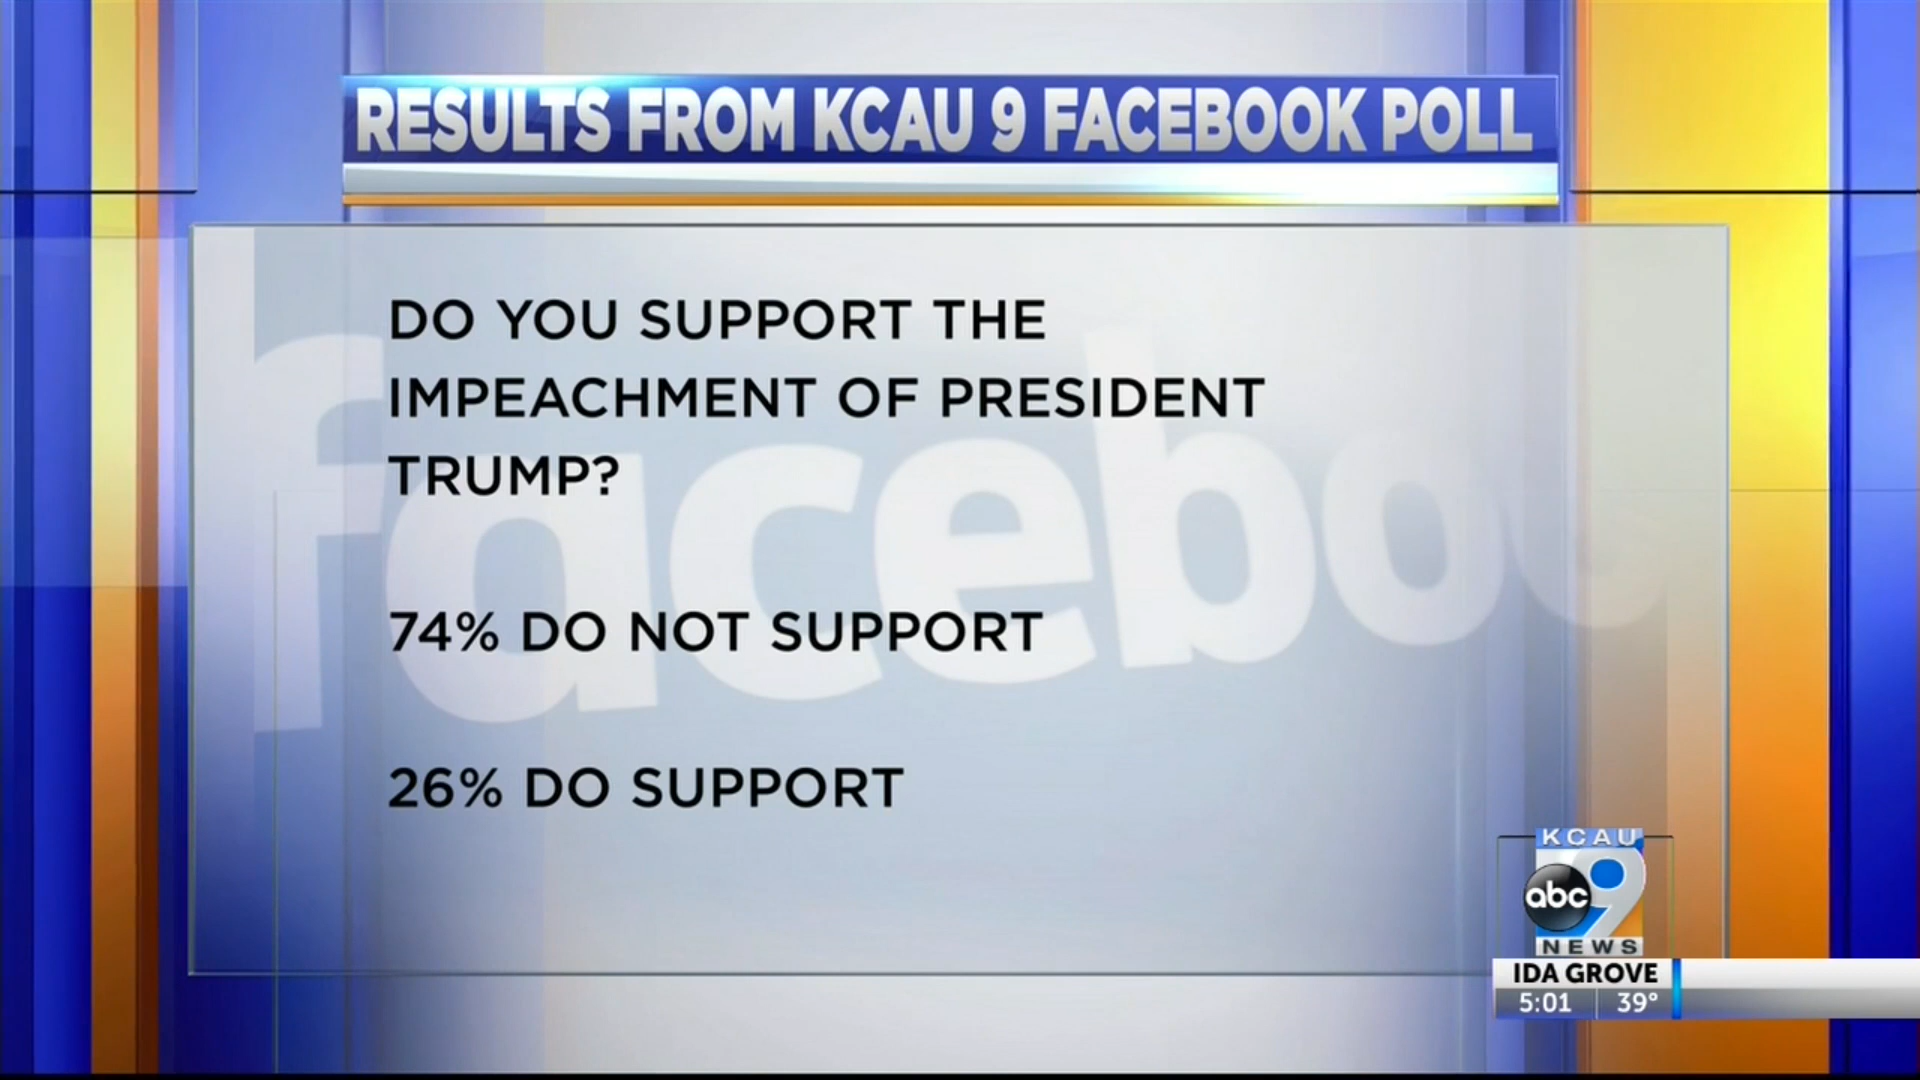 RESULTS FROM KCAU 9 FACEBOOK POLL
DO YOU SUPPORT THE
IMPEACHMENT OF PRESIDENT
TRUMP?
74% DO NOT SUPPORT
26% DO SUPPORT
faceboo
KCAU
abc 9
NEWS
IDA GROVE
5:01 39°